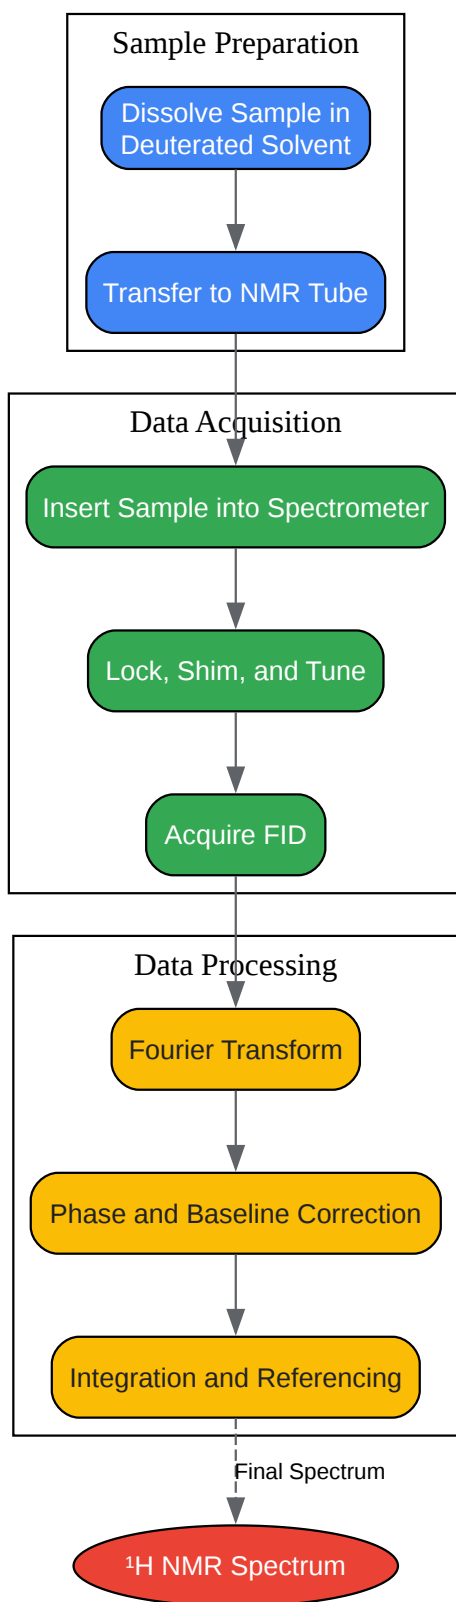 Sample Preparation
Dissolve Sample in
Deuterated Solvent
Transfer to NMR Tube
Data Acquisition
Insert Sample into Spectrometer
Lock, Shim, and Tune
Acquire FID
Data Processing
Fourier Transform
Phase and Baseline Correction
Integration and Referencing
Final Spectrum
¹H NMR Spectrum